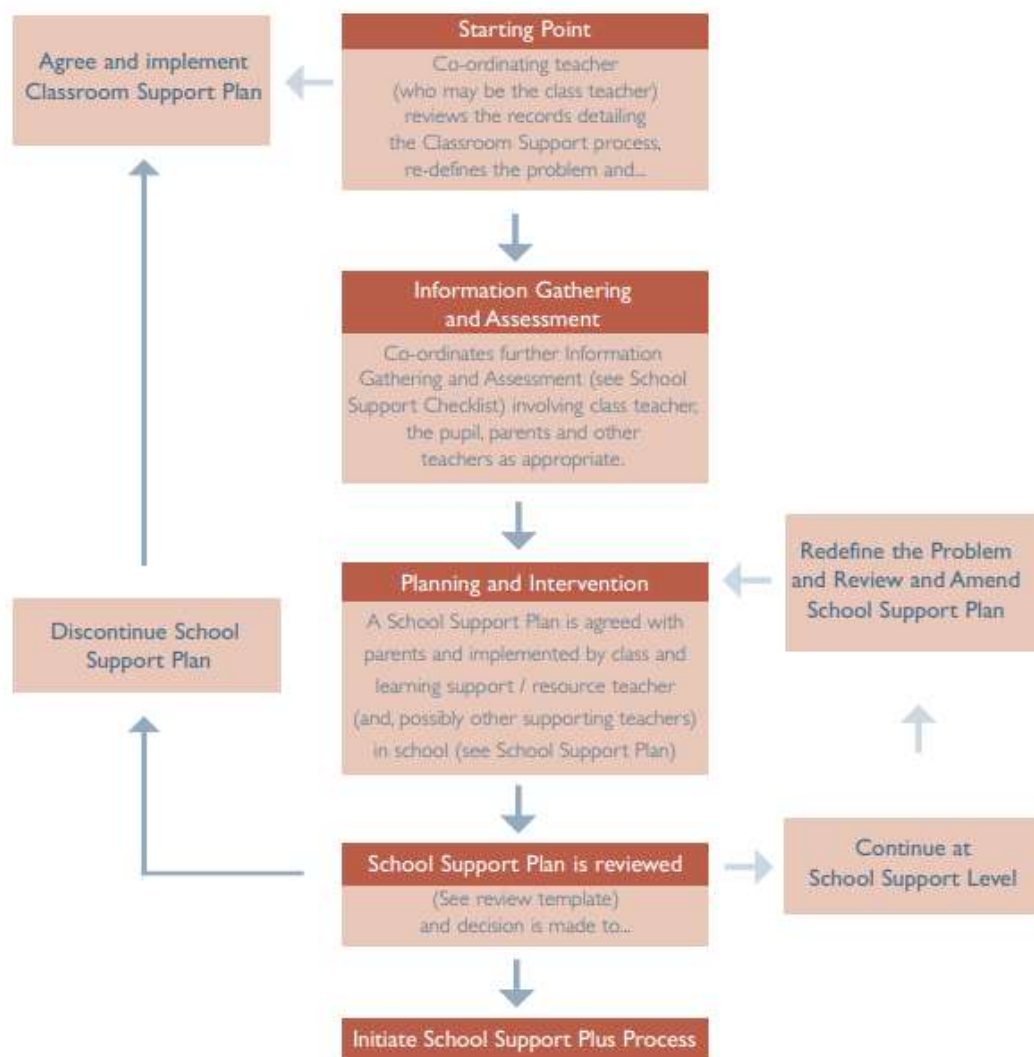 Starting Point
Co-ordinating teacher
(who may be the class teacher)
reviews the records detailing
the Classroom Support process,
re-defines the problem and...
Agree and implement
Classroom Support Plan
Information Gathering
and Assessment
Co-ordinates further Information
Gathering and Assessment (see School
Support Checklist) involving class teacher,
the pupil, parents and other
teachers as appropriate.
Planning and Intervention
A School Support Plan is agreed with
parents and implemented by class and
learning support / resource teacher
(and, possibly other supporting teachers)
in school (see School Support Plan)
Redefine the Problem
and Review and Amend
School Support Plan
Discontinue School
Support Plan
School Support Plan is reviewed
(See review template)
and decision is made to...
Continue at
School Support Level
Initiate School Support Plus Process